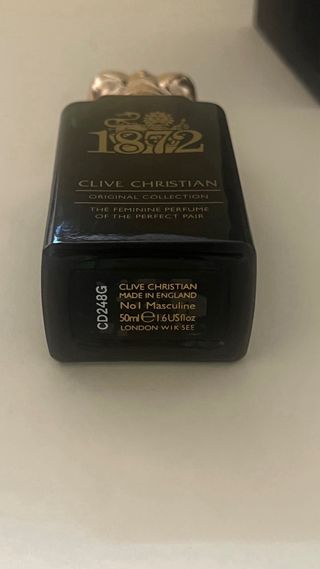 1872
CLIVE CHRISTIAN
ORIGINAL COLLECTION
THE FEMININE PERFUME
OF THE PERFECT PAIR
CD248G
CLIVE CHRISTIAN
MADE IN ENGLAND
No1 Masculine
50ml e 1.6US fl oz
LONDON W1K 5EE